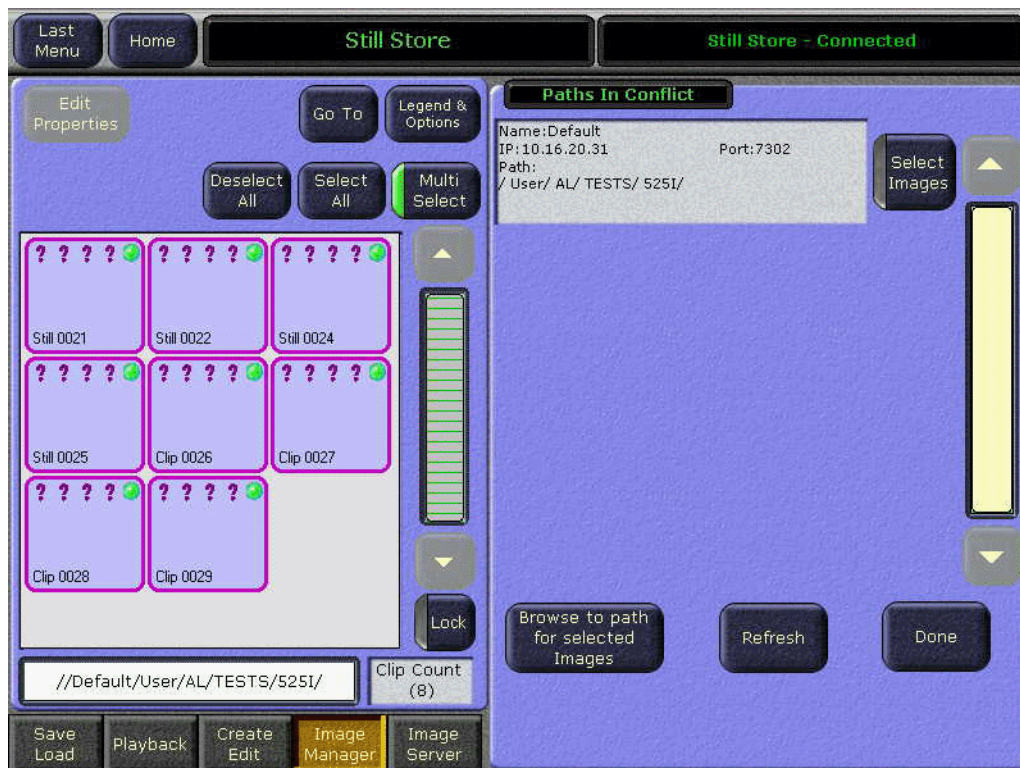 Last
Menu
Home
Still Store
Still Store - Connected
Edit
Properties
Go To
Legend &
Options
Deselect
All
Select
All
Multi
Select
? ? ? ?
? ? ? ?
? ? ? ?
Still 0021
Still 0022
Still 0024
? ? ? ?
? ? ? ?
? ? ? ?
Still 0025
Clip 0026
Clip 0027
? ? ? ?
? ? ? ?
Clip 0028
Clip 0029
Lock
//Default/User/AL/TESTS/525I/
Clip Count
(8)
Paths In Conflict
Name:Default
IP:10.16.20.31 Port:7302
Path:
/ User/ AL/ TESTS/ 525I/
Select
Images
Browse to path
for selected
Images
Refresh
Done
Save
Load
Playback
Create
Edit
Image
Manager
Image
Server